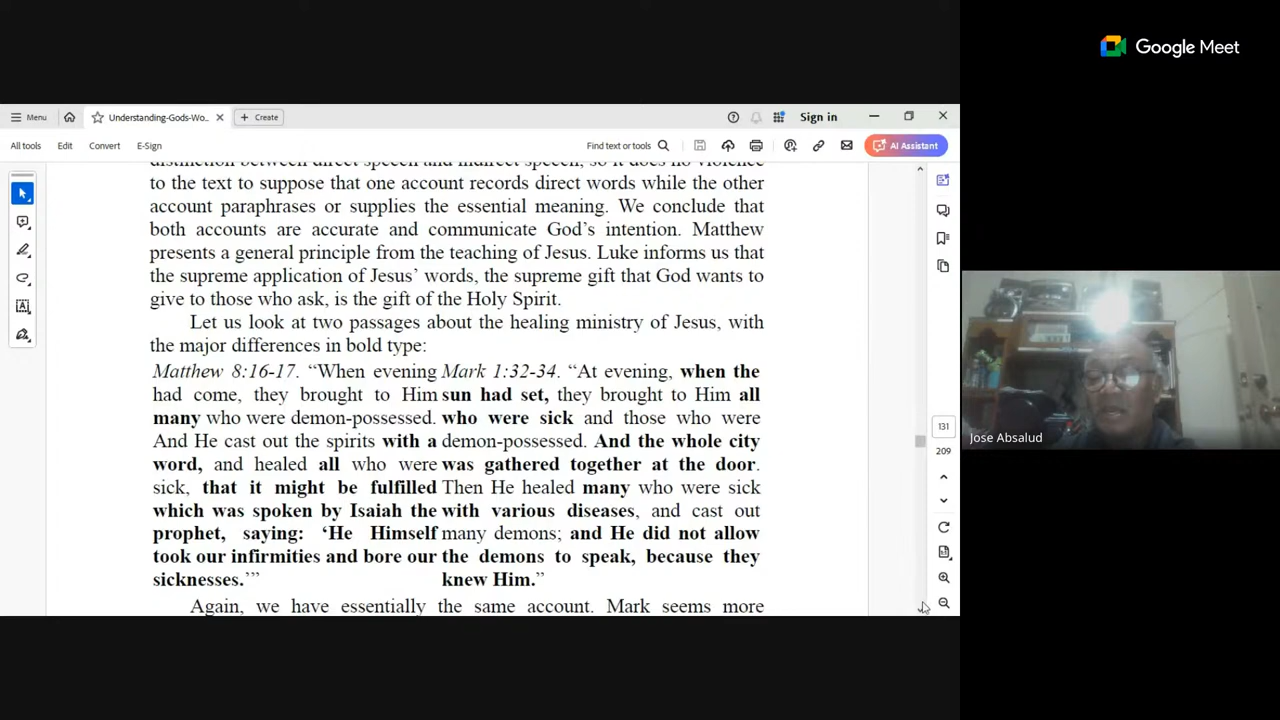 Google Meet
Menu
Understanding-Gods-Wo...
Create
Sign in
All tools
Edit
Convert
E-Sign
Find text or tools
AI Assistant
distinction between direct speech and indirect speech, so it does no violence
to the text to suppose that one account records direct words while the other
account paraphrases or supplies the essential meaning. We conclude that
both accounts are accurate and communicate God’s intention. Matthew
presents a general principle from the teaching of Jesus. Luke informs us that
the supreme application of Jesus’ words, the supreme gift that God wants to
give to those who ask, is the gift of the Holy Spirit.
Let us look at two passages about the healing ministry of Jesus, with
the major differences in bold type:
Matthew 8:16-17. “When evening
had come, they brought to Him
many who were demon-possessed.
And He cast out the spirits with a
word, and healed all who were
sick, that it might be fulfilled
which was spoken by Isaiah the
prophet, saying: ‘He Himself
took our infirmities and bore our
sicknesses.’”
Mark 1:32-34. “At evening, when the
sun had set, they brought to Him all
who were sick and those who were
demon-possessed. And the whole city
was gathered together at the door.
Then He healed many who were sick
with various diseases, and cast out
many demons; and He did not allow
the demons to speak, because they
knew Him.”
Again, we have essentially the same account. Mark seems more
131
209
Jose Absalud